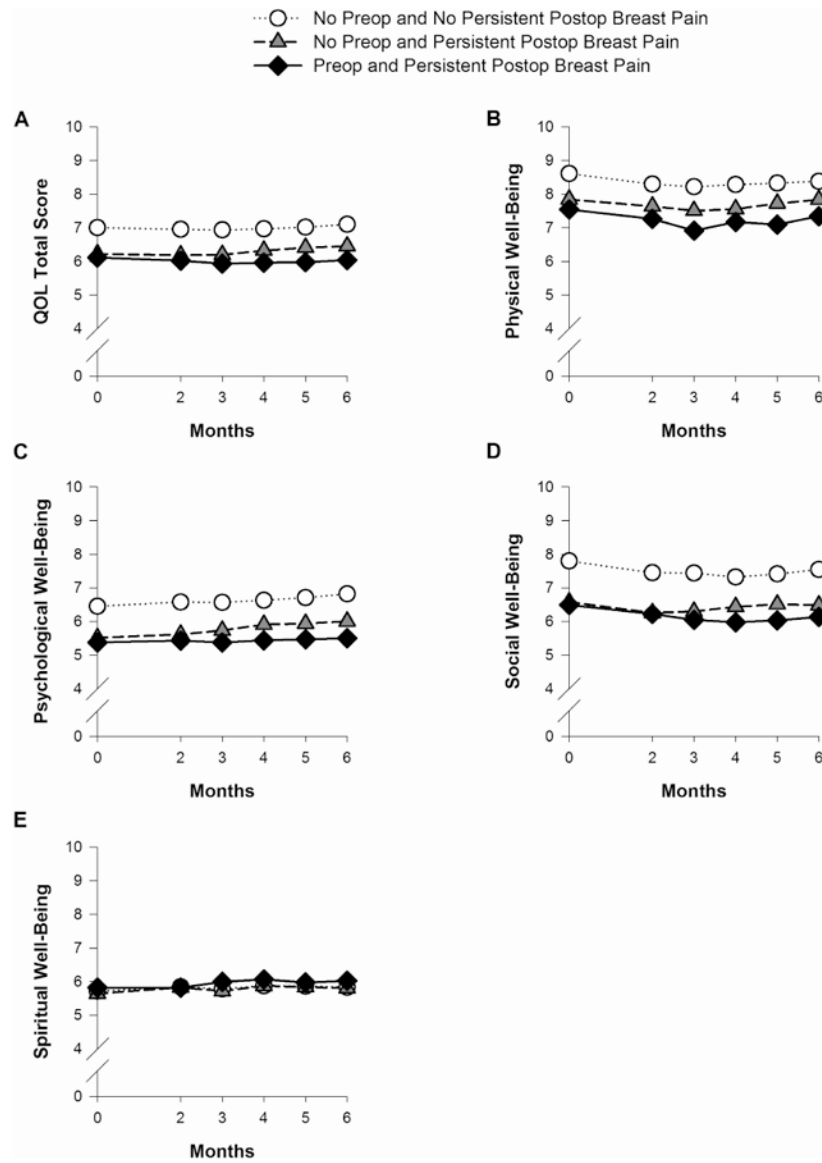 No Preop and No Persistent Postop Breast Pain
No Preop and Persistent Postop Breast Pain
Preop and Persistent Postop Breast Pain
A
10
9
8
7
6
5
4
0
QOL Total Score
0 2 3 4 5 6
Months
B
10
9
8
7
6
5
4
0
Physical Well-Being
0 2 3 4 5 6
Months
C
10
9
8
7
6
5
4
0
Psychological Well-Being
0 2 3 4 5 6
Months
D
10
9
8
7
6
5
4
0
Social Well-Being
0 2 3 4 5 6
Months
E
10
9
8
7
6
5
4
0
Spiritual Well-Being
0 2 3 4 5 6
Months